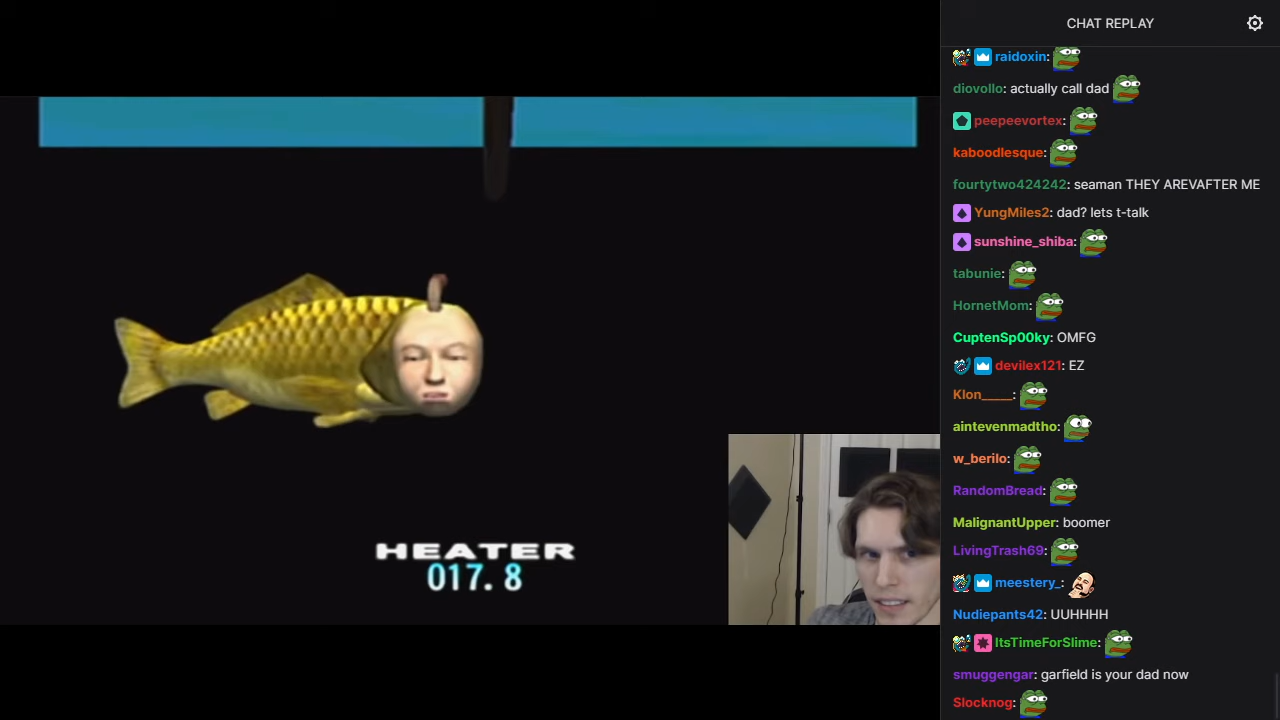 CHAT REPLAY
raidoxin:
diovollo: actually call dad
peepeevortex:
kaboodlesque:
fourtytwo424242: seaman THEY AREVAFTER ME
YungMiles2: dad? lets t-talk
sunshine_shiba:
tabunie:
HornetMom:
CuptenSp00ky: OMFG
devilex121: EZ
Klon_____:
aintevenmadtho:
w_berilo:
RandomBread:
MalignantUpper: boomer
LivingTrash69:
meestery_:
Nudiepants42: UUHHHH
ItsTimeForSlime:
smuggengar: garfield is your dad now
Slocknog:
HEATER
017. 8